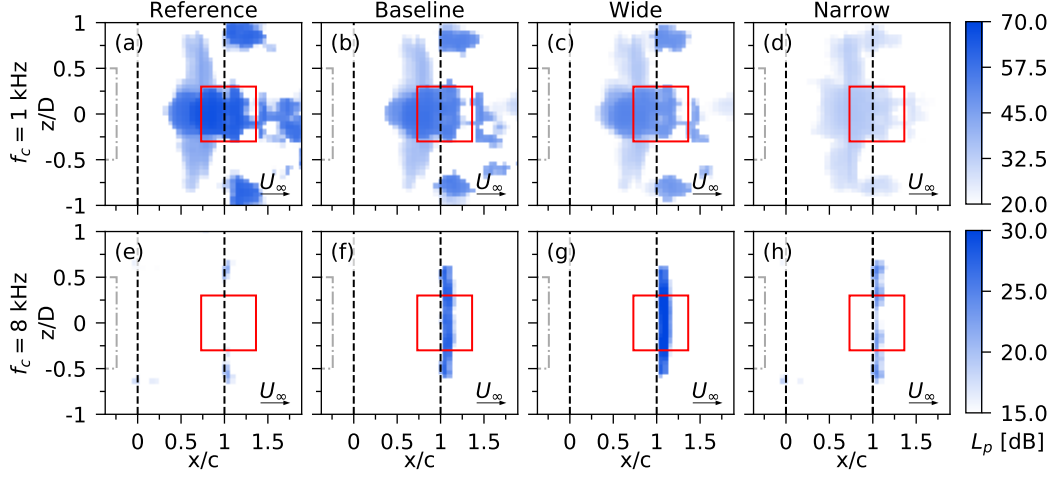 Reference Baseline Wide Narrow
1 (a) (b) (c) (d) 70.0
0.5 57.5
f_c = 1 kHz z/D 0 45.0
-0.5 32.5
U_∞ U_∞ U_∞ U_∞
-1 20.0
1 (e) (f) (g) (h) 30.0
0.5 25.0
f_c = 8 kHz z/D 0
-0.5 20.0
U_∞ U_∞ U_∞ U_∞
-1 15.0
0 0.5 1 1.5 0 0.5 1 1.5 0 0.5 1 1.5 0 0.5 1 1.5 L_p [dB]
x/c x/c x/c x/c